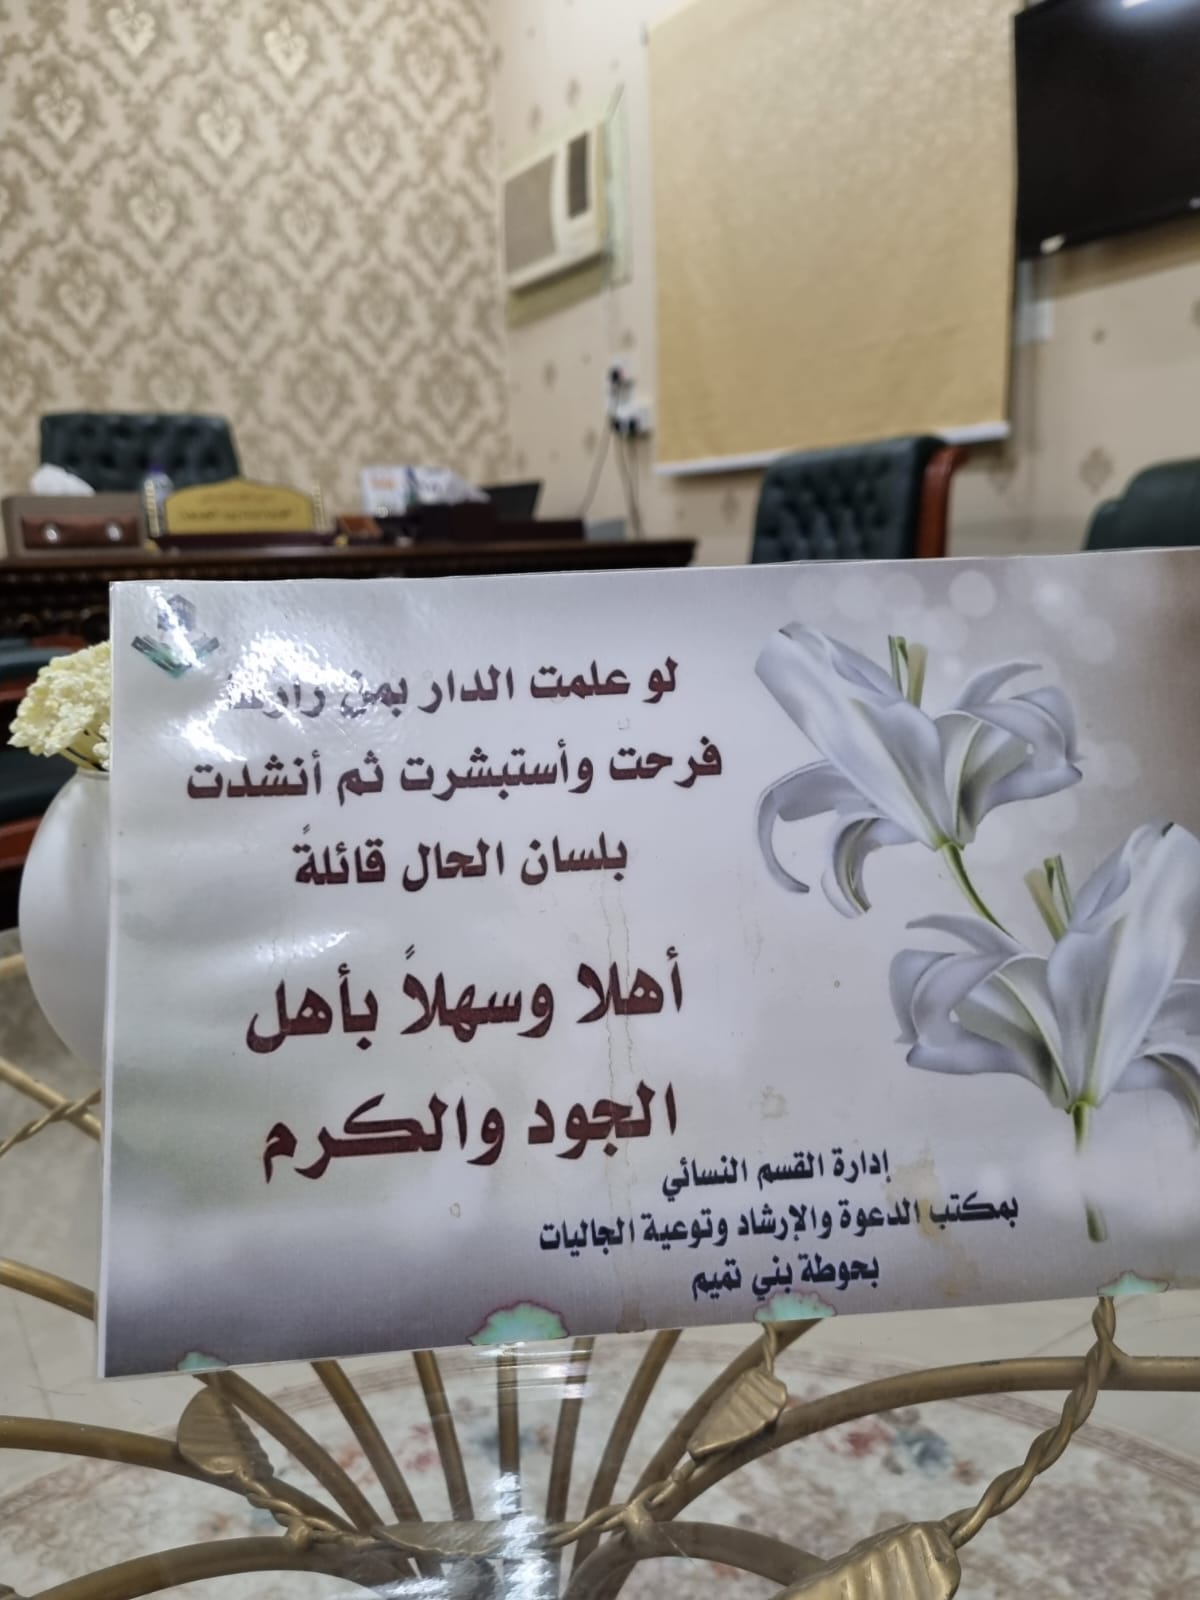 لو علمت الدار بمن زارها
فرحت وأستبشرت ثم أنشدت
بلسان الحال قائلةً
أهلا وسهلاً بأهل
الجود والكرم
إدارة القسم النسائي
بمكتب الدعوة والإرشاد وتوعية الجاليات
بحوطة بني تميم